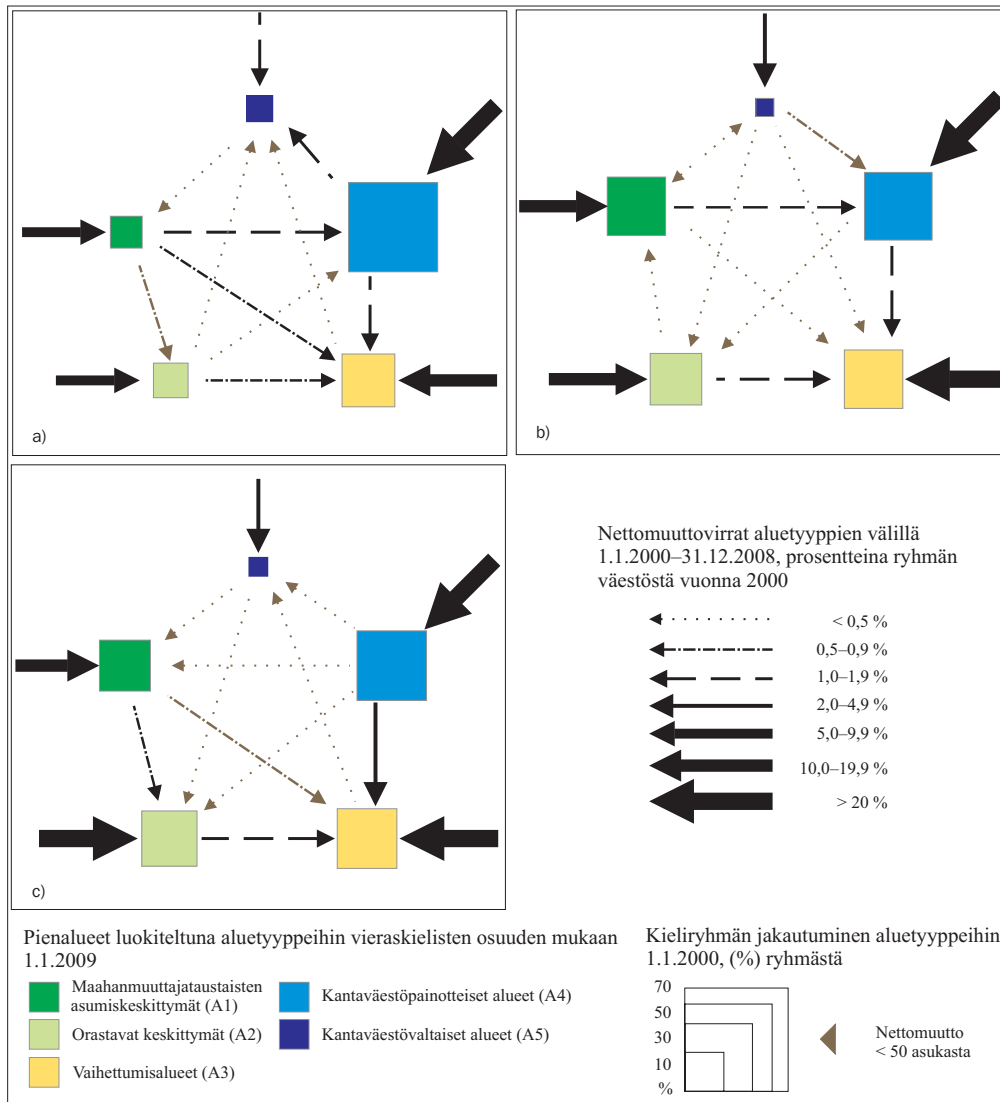 a)
b)
c)
Nettomuuttovirrat aluetyyppien välillä
1.1.2000–31.12.2008, prosentteina ryhmän
väestöstä vuonna 2000
< 0,5 %
0,5–0,9 %
1,0–1,9 %
2,0–4,9 %
5,0–9,9 %
10,0–19,9 %
> 20 %
Pienalueet luokiteltuna aluetyyppeihin vieraskielisten osuuden mukaan
1.1.2009
Maahanmuuttajataustaisten
asumiskeskittymät (A1)
Orastavat keskittymät (A2)
Vaihettumisalueet (A3)
Kantaväestöpainotteiset alueet (A4)
Kantaväestövaltaiset alueet (A5)
Kieliryhmän jakautuminen aluetyyppeihin
1.1.2000, (%) ryhmästä
70
50
30
10
%
Nettomuutto
< 50 asukasta